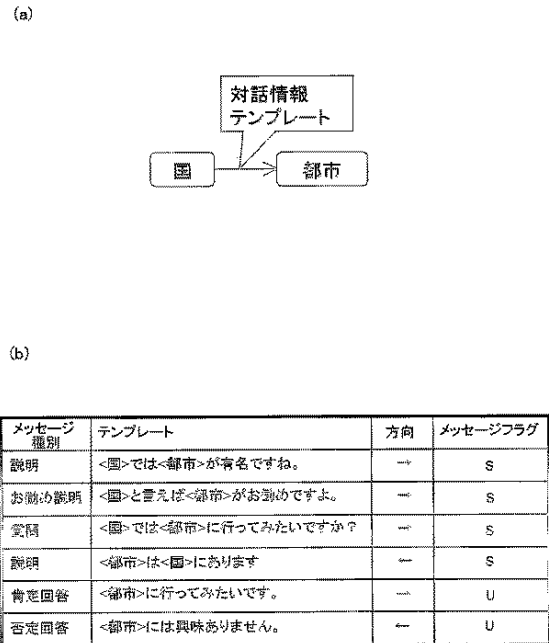 (a)
対話情報
テンプレート
国
都市
(b)
メッセージ種別 テンプレート 方向 メッセージフラグ
説明 <国>では<都市>が有名ですね。 → S
お勧め説明 <国>と言えば<都市>がお勧めですよ。 → S
質問 <国>では<都市>に行ってみたいですか? → S
説明 <都市>は<国>にあります ← S
肯定回答 <都市>に行ってみたいです。 → U
否定回答 <都市>には興味ありません。 ← U